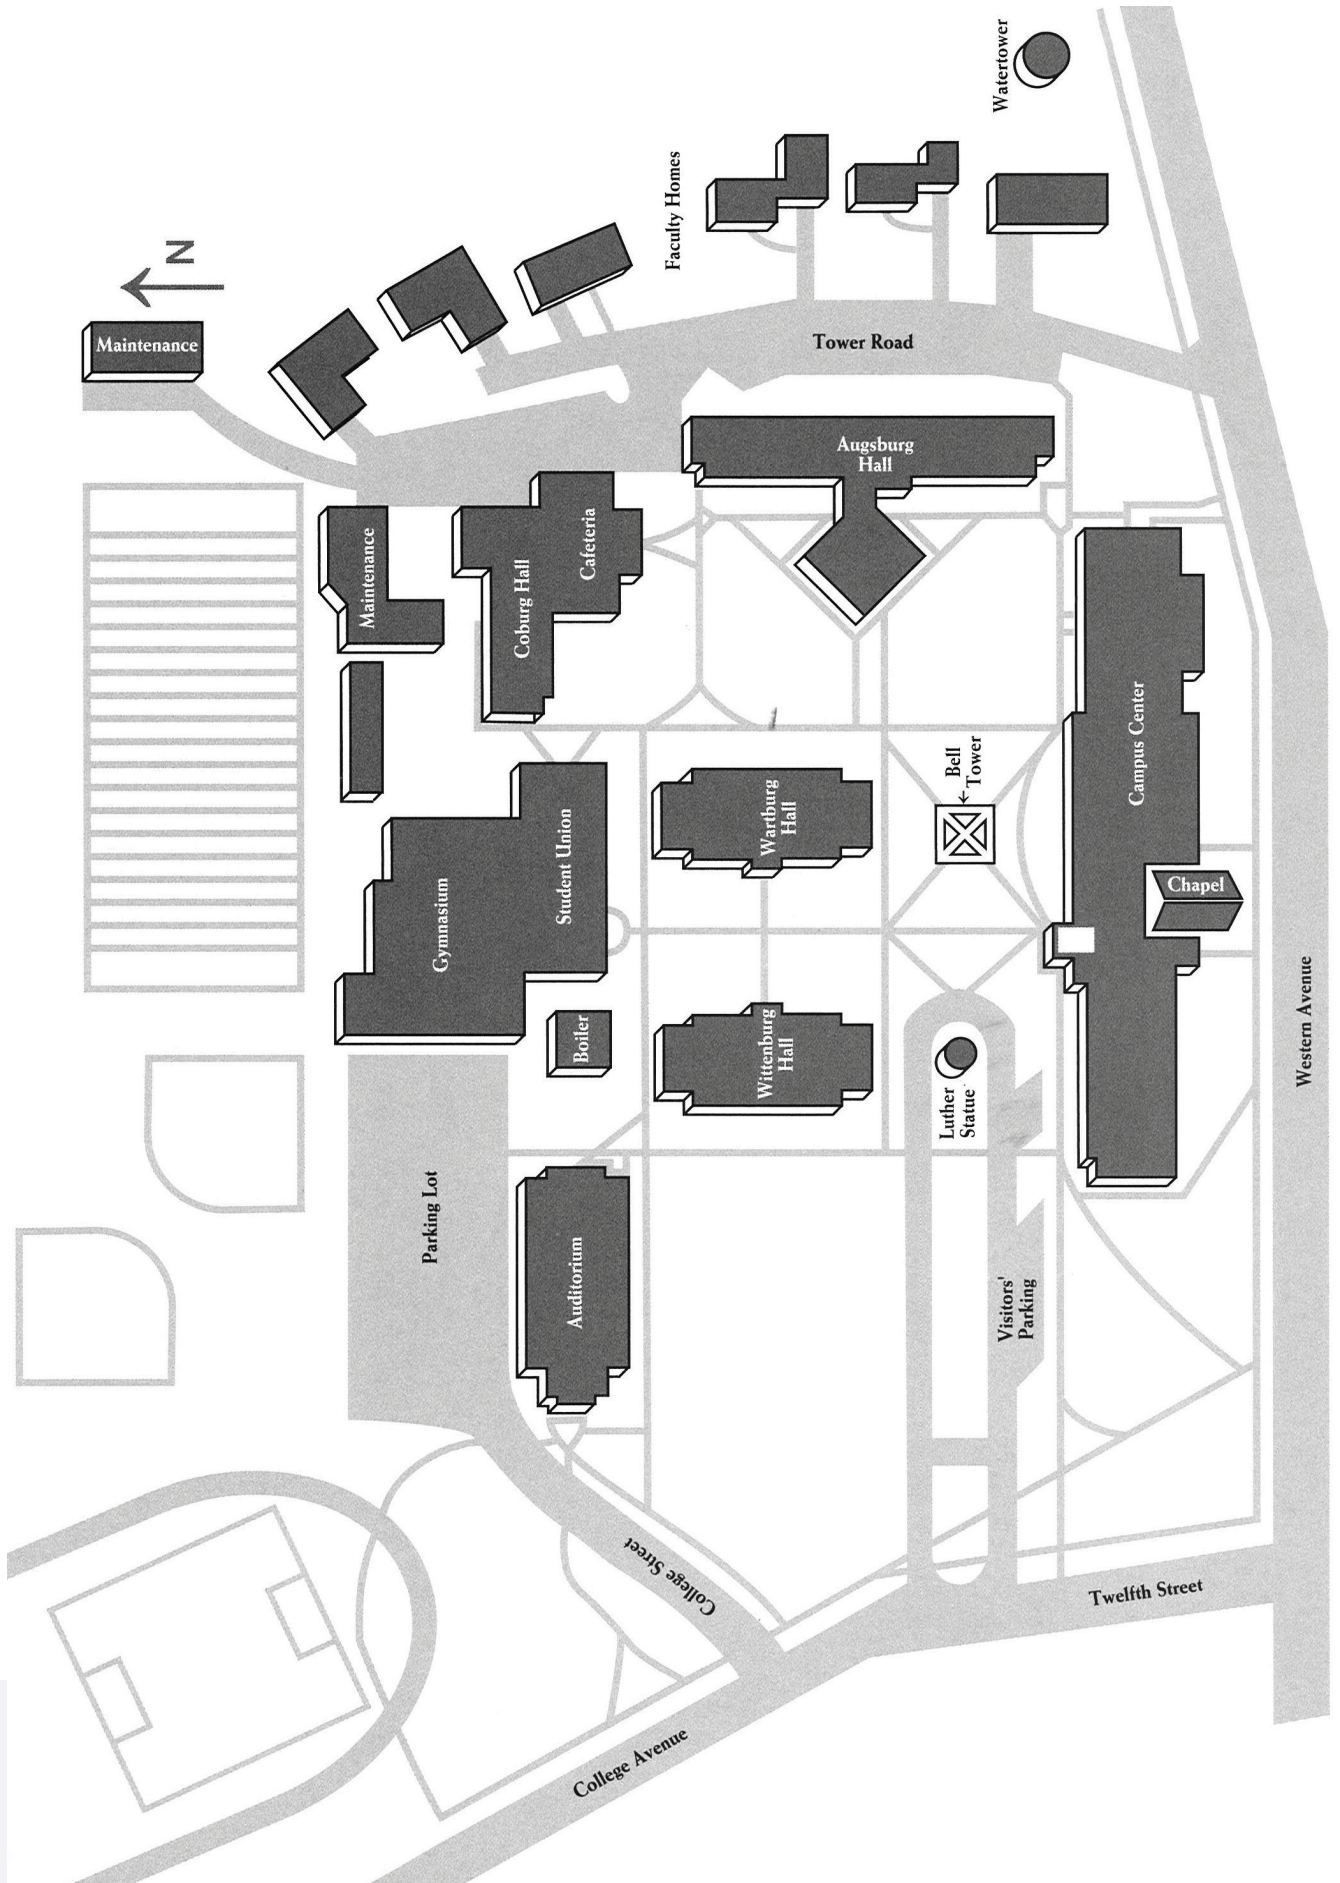 Watertower
Faculty Homes
N
Maintenance
Tower Road
Augsburg
Hall
Maintenance
Coburg Hall
Cafeteria
Campus Center
Bell
Tower
Wartburg
Hall
Student Union
Gymnasium
Chapel
Boiler
Wittenburg
Hall
Luther
Statue
Western Avenue
Parking Lot
Auditorium
Visitors'
Parking
College Street
Twelfth Street
College Avenue